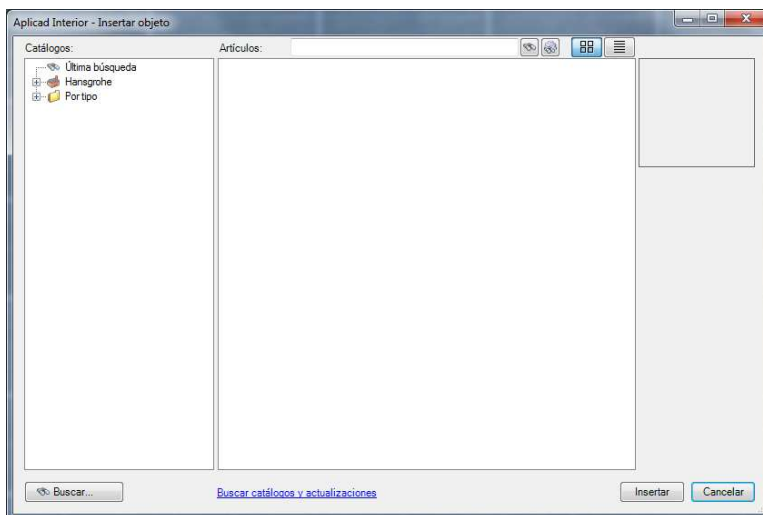 Aplicad Interior - Insertar objeto
Catálogos:
Artículos:
Última búsqueda
Hansgrohe
Por tipo
Buscar...
Buscar catálogos y actualizaciones
Insertar
Cancelar